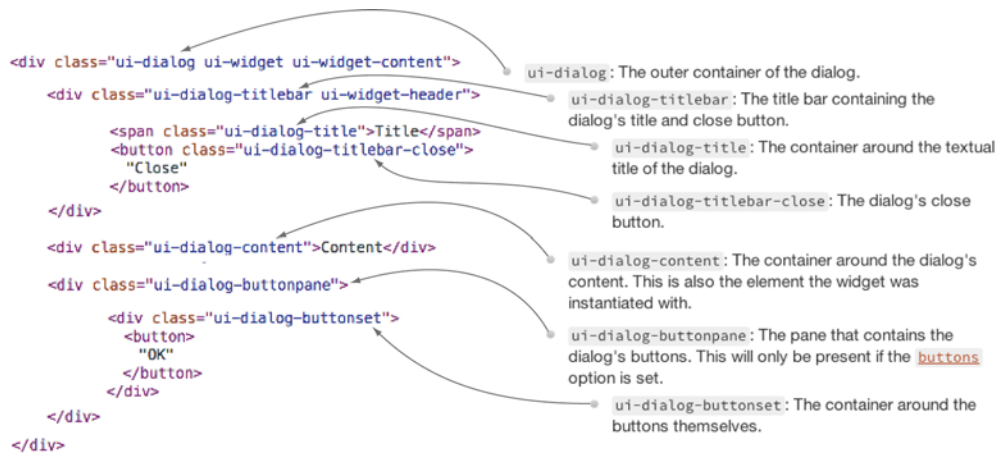 <div class="ui-dialog ui-widget ui-widget-content">
<div class="ui-dialog-titlebar ui-widget-header">
<span class="ui-dialog-title">Title</span>
<button class="ui-dialog-titlebar-close">
"Close"
</button>
</div>
<div class="ui-dialog-content">Content</div>
<div class="ui-dialog-buttonpane">
<div class="ui-dialog-buttonset">
<button>
"OK"
</button>
</div>
</div>
</div>
ui-dialog: The outer container of the dialog.
ui-dialog-titlebar: The title bar containing the
dialog's title and close button.
ui-dialog-title: The container around the textual
title of the dialog.
ui-dialog-titlebar-close: The dialog's close
button.
ui-dialog-content: The container around the dialog's
content. This is also the element the widget was
instantiated with.
ui-dialog-buttonpane: The pane that contains the
dialog's buttons. This will only be present if the buttons
option is set.
ui-dialog-buttonset: The container around the
buttons themselves.